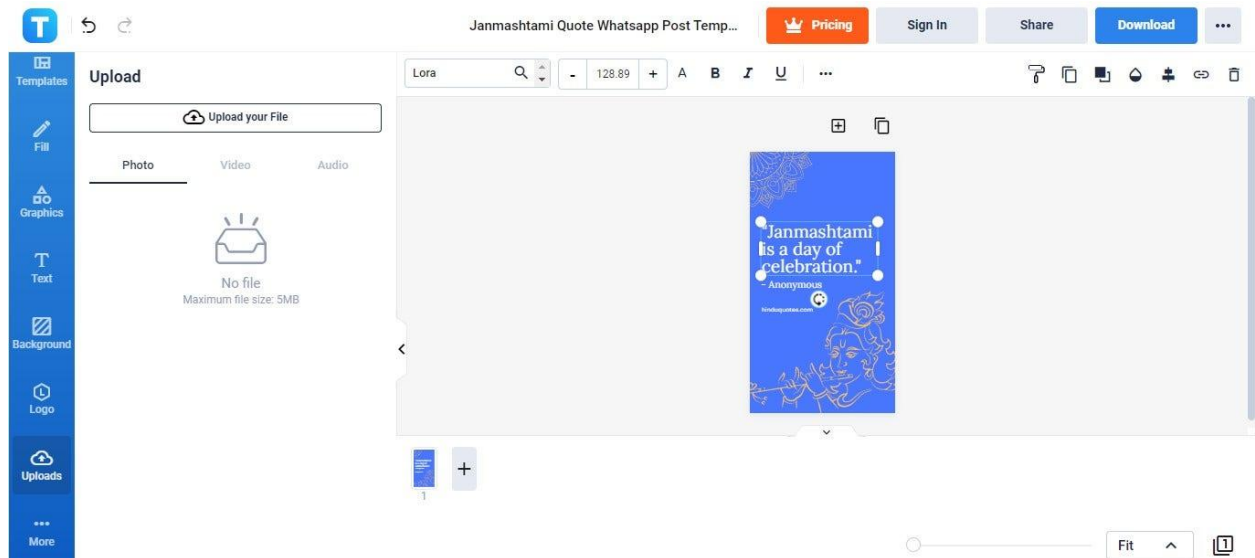 T
Janmashtami Quote Whatsapp Post Temp...
Pricing
Sign In
Share
Download
Templates
Fill
Graphics
Text
Background
Logo
Uploads
More
Upload
Upload your File
Photo Video Audio
No file
Maximum file size: 5MB
Lora
- 128.89 + A B I U
"Janmashtami
is a day of
celebration."
- Anonymous
hinduquotes.com
1
Fit
1